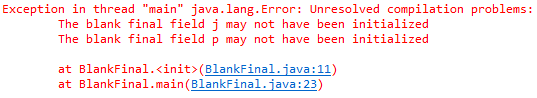 Exception in thread "main" java.lang.Error: Unresolved compilation problems:
The blank final field j may not have been initialized
The blank final field p may not have been initialized
at BlankFinal.<init>(BlankFinal.java:11)
at BlankFinal.main(BlankFinal.java:23)